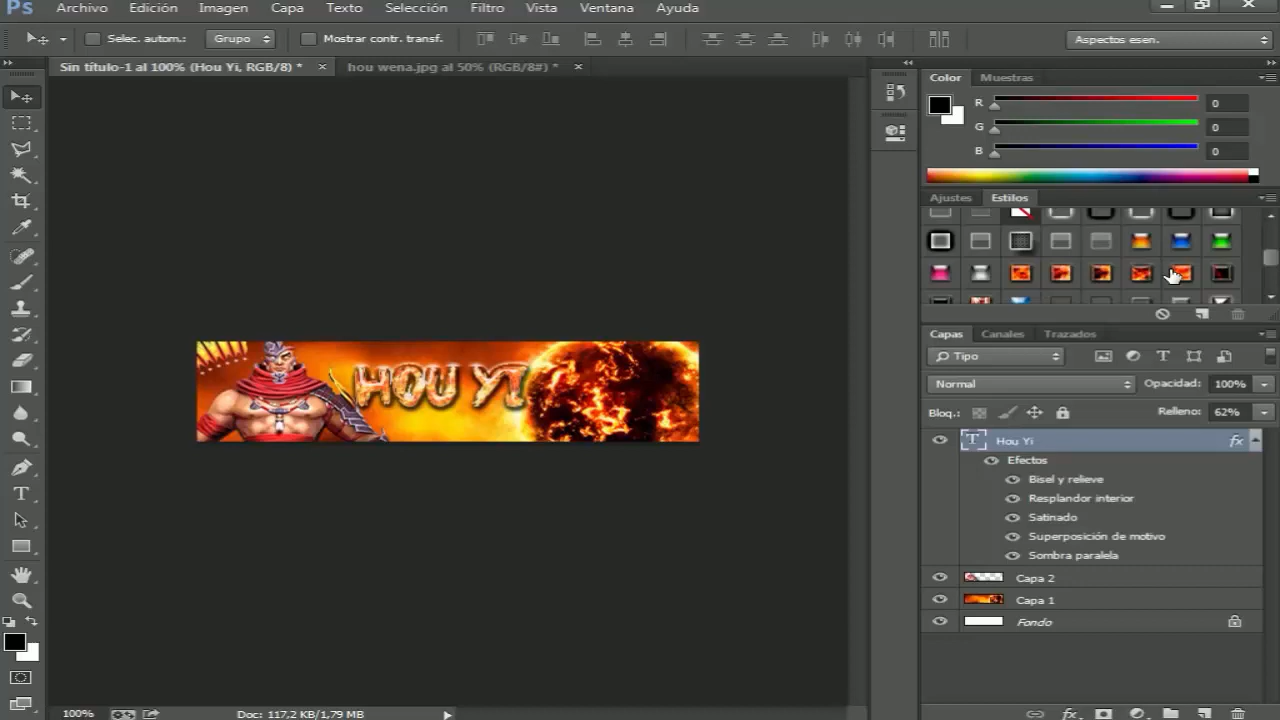 Ps Archivo Edición Imagen Capa Texto Selección Filtro Vista Ventana Ayuda
Selec. autom.: Grupo Mostrar contr. transf. Aspectos esen.
Sin título-1 al 100% (Hou Yi, RGB/8) * × hou wena.jpg al 50% (RGB/8#) * ×
Color Muestras
R 0
G 0
B 0
Ajustes Estilos
HOU YI
Capas Canales Trazados
Tipo
Normal Opacidad: 100%
Bloq.: Relleno: 62%
T Hou Yi fx
Efectos
Bisel y relieve
Resplandor interior
Satinado
Superposición de motivo
Sombra paralela
Capa 2
Capa 1
Fondo
100% Doc: 117,2 KB/1,79 MB fx